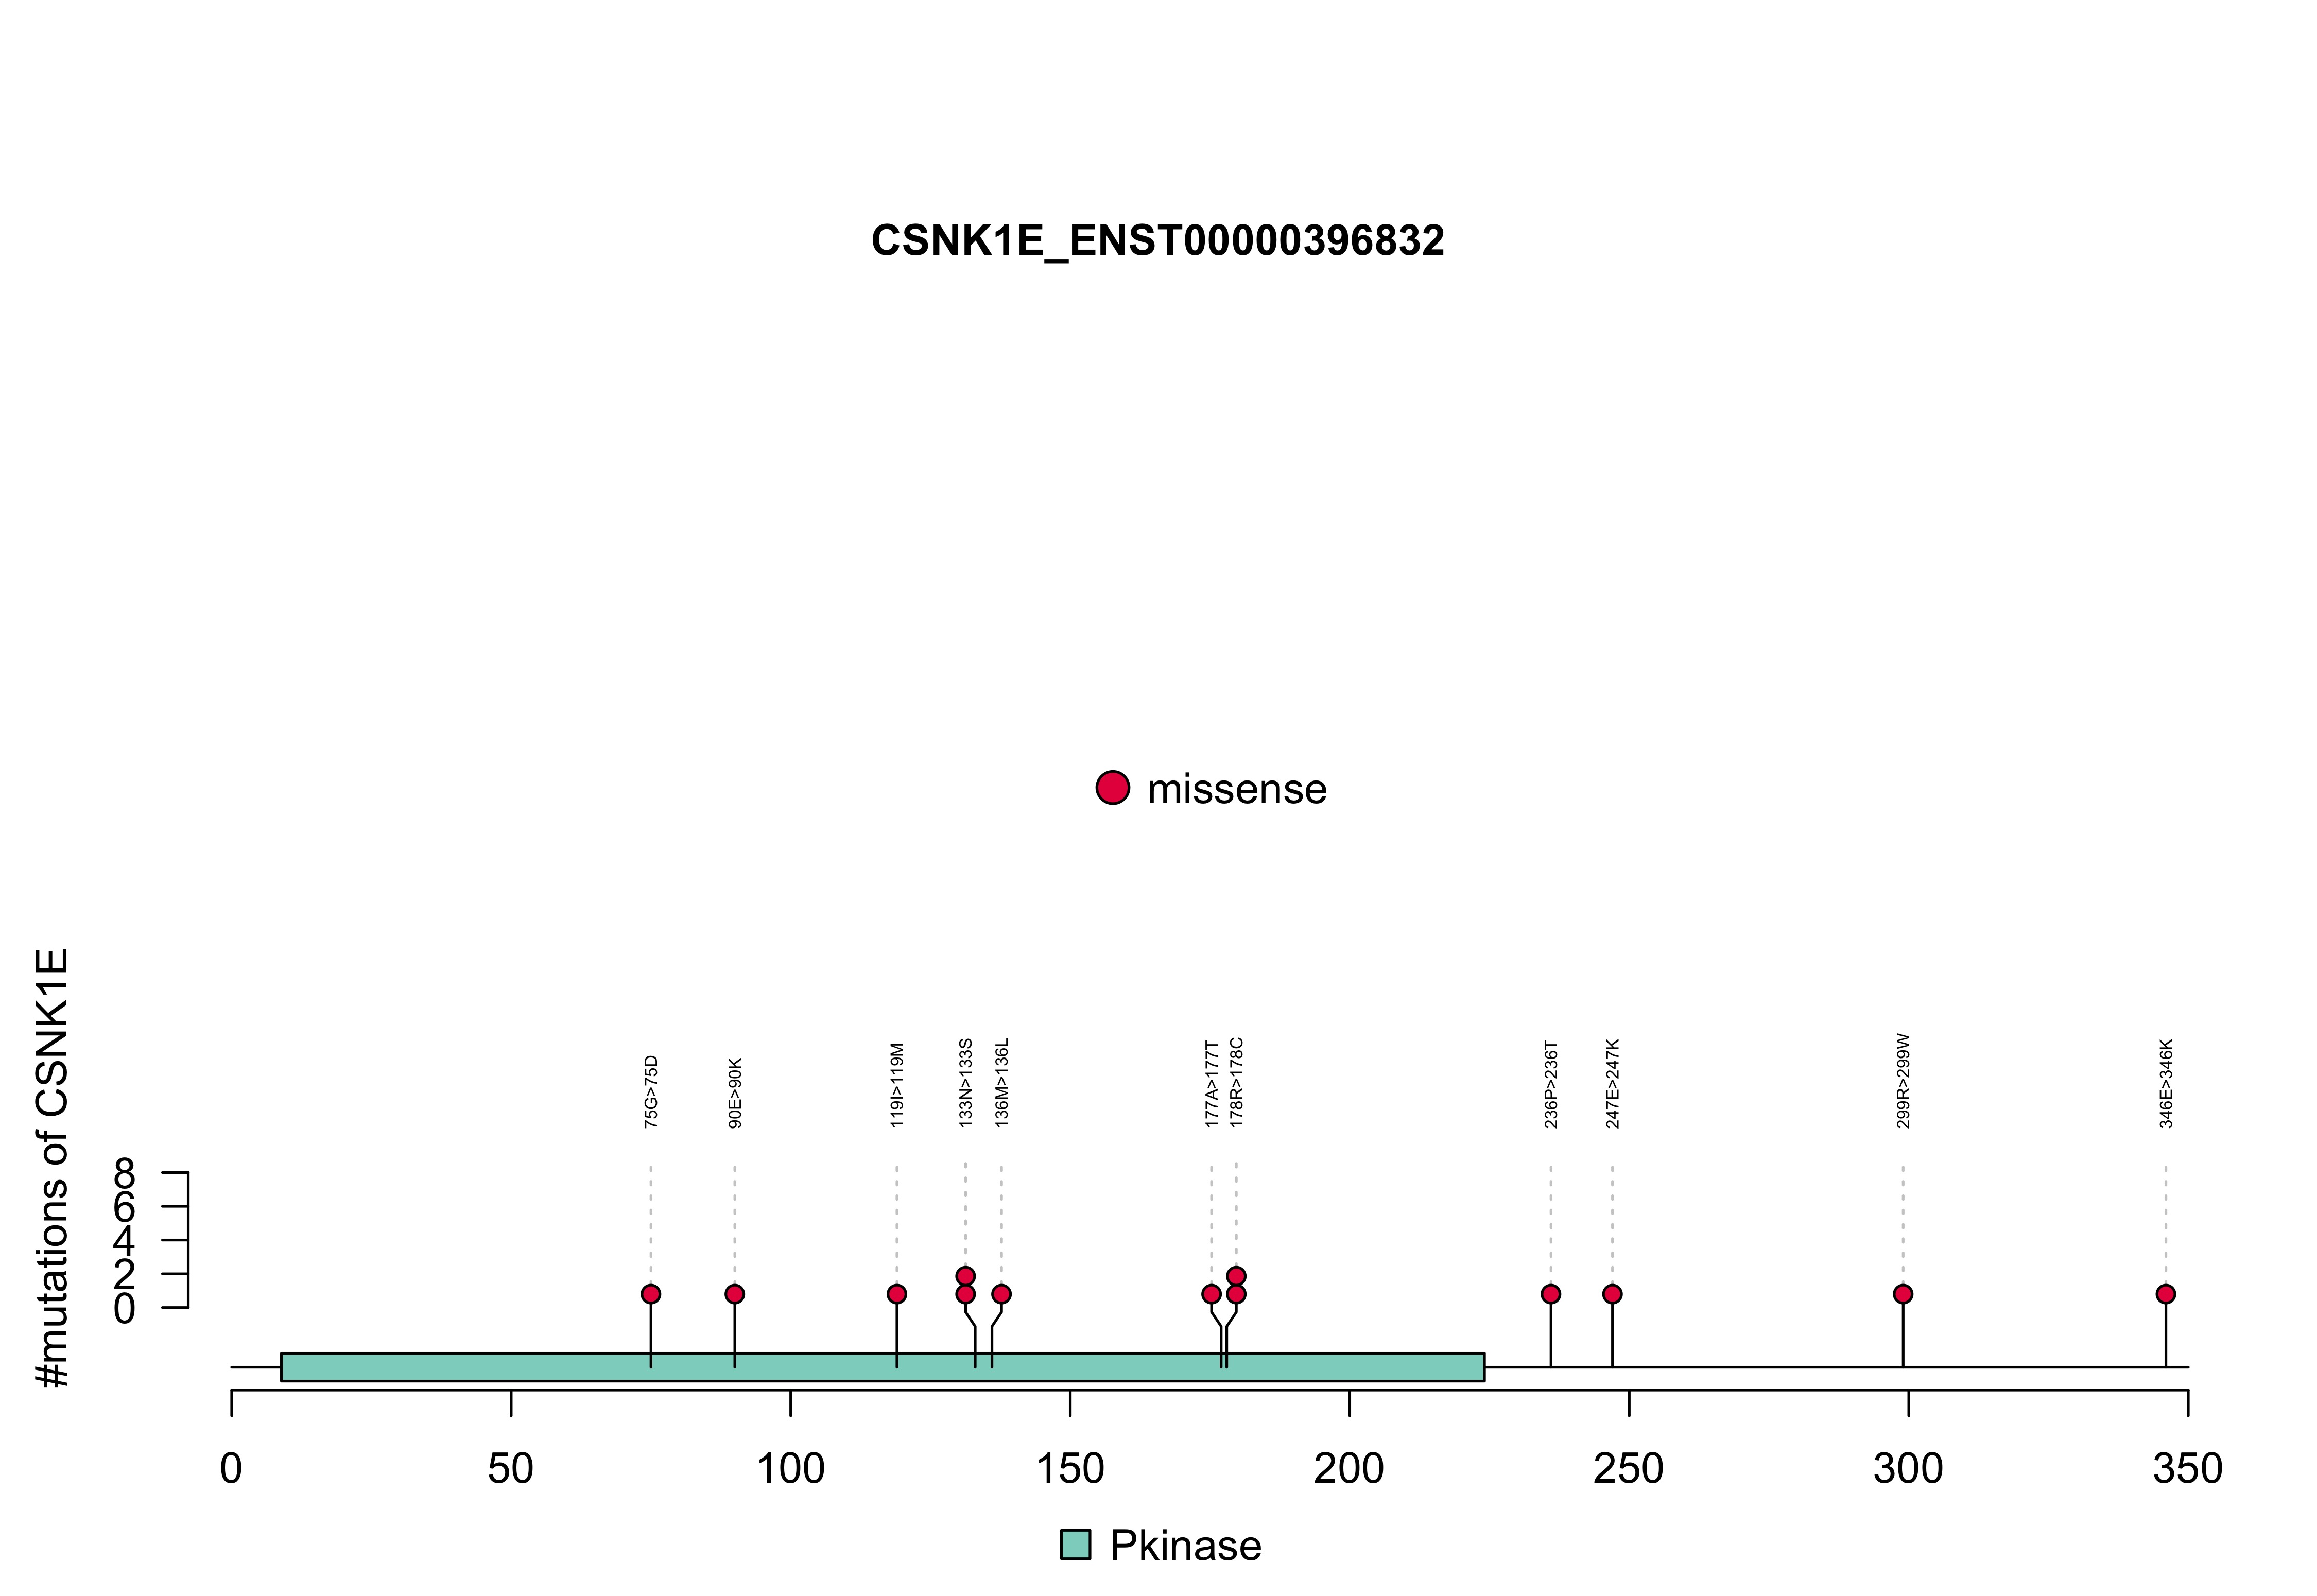 CSNK1E_ENST00000396832
missense
#mutations of CSNK1E
75G>75D
90E>90K
119I>119M
133N>133S
136M>136L
177A>177T
178R>178C
236P>236T
247E>247K
299R>299W
346E>346K
8
6
4
2
0
0 50 100 150 200 250 300 350
Pkinase